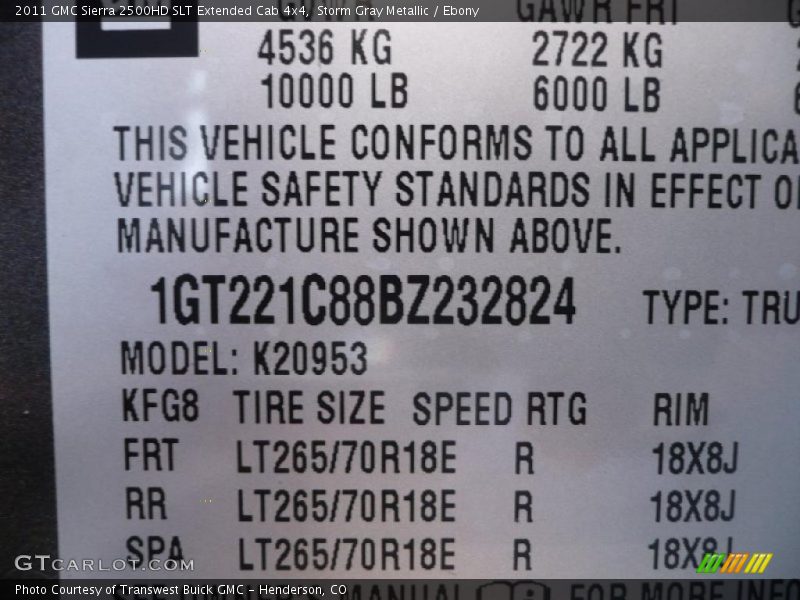 2011 GMC Sierra 2500HD SLT Extended Cab 4x4, Storm Gray Metallic / Ebony
GAWR FRT
4536 KG 2722 KG
10000 LB 6000 LB
THIS VEHICLE CONFORMS TO ALL APPLICA
VEHICLE SAFETY STANDARDS IN EFFECT O
MANUFACTURE SHOWN ABOVE.
1GT221C88BZ232824 TYPE: TRU
MODEL: K20953
KFG8 TIRE SIZE SPEED RTG RIM
FRT LT265/70R18E R 18X8J
RR LT265/70R18E R 18X8J
SPA LT265/70R18E R 18X8J
GTCARLOT.COM
Photo Courtesy of Transwest Buick GMC - Henderson, CO